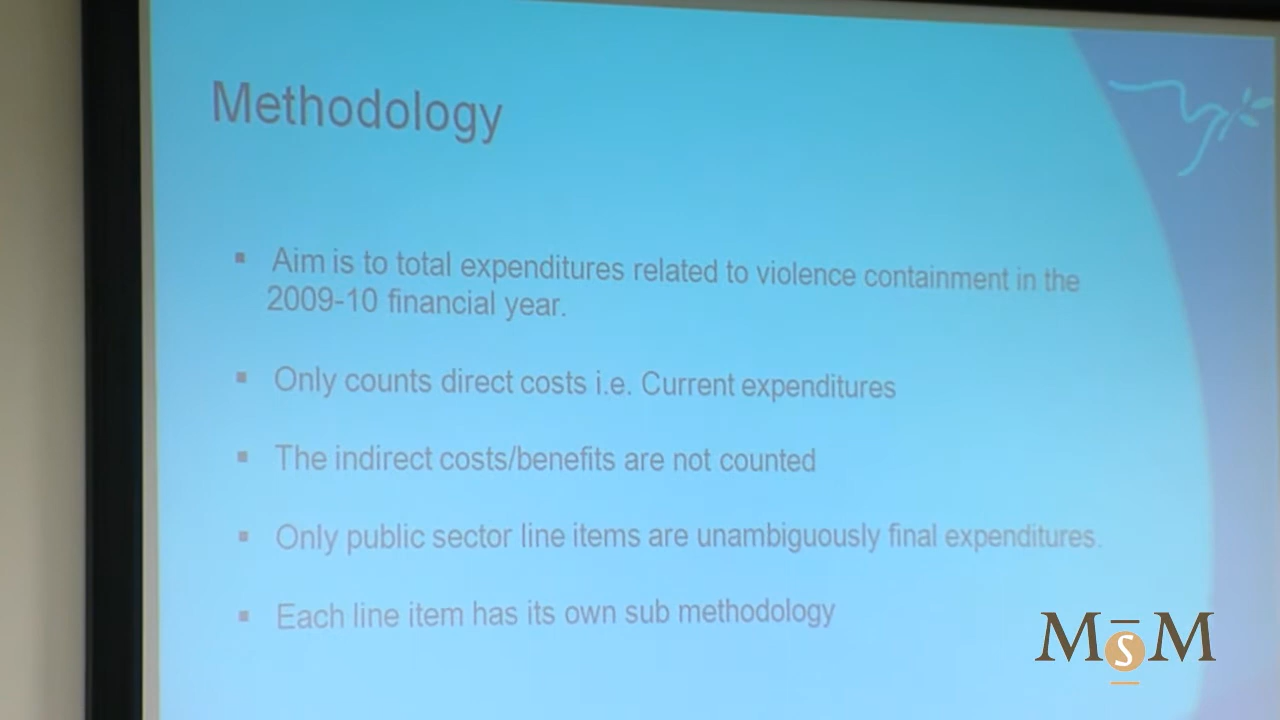 Methodology
▪ Aim is to total expenditures related to violence containment in the
2009-10 financial year.
▪ Only counts direct costs i.e. Current expenditures
▪ The indirect costs/benefits are not counted
▪ Only public sector line items are unambiguously final expenditures.
▪ Each line item has its own sub methodology
MSM